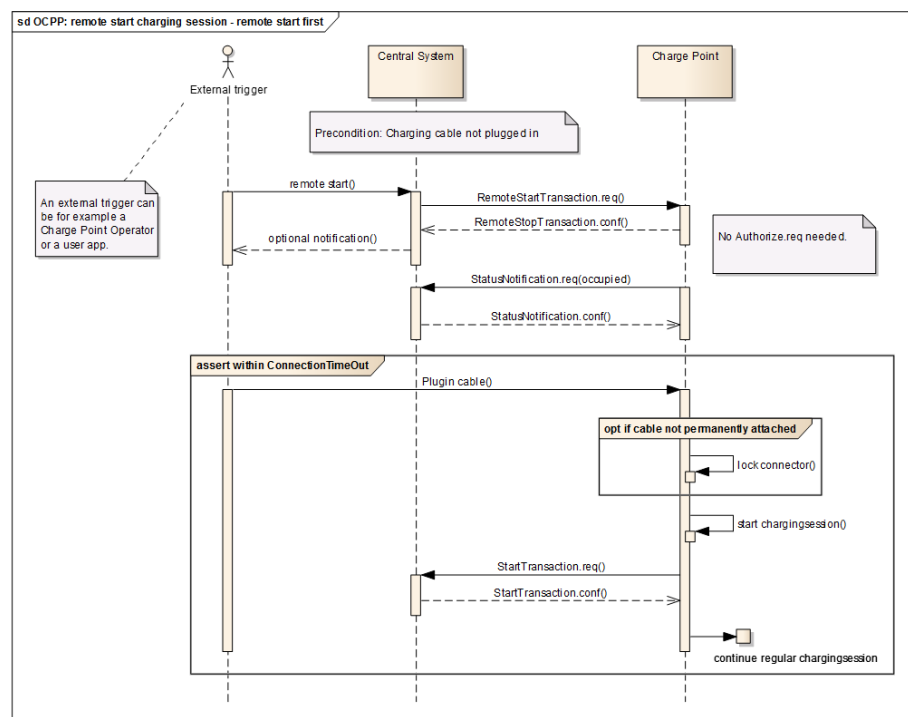 sd OCPP: remote start charging session - remote start first
External trigger
Central System
Charge Point
Precondition: Charging cable not plugged in
An external trigger can
be for example a
Charge Point Operator
or a user app.
remote start()
RemoteStartTransaction.req()
RemoteStopTransaction.conf()
optional notification()
No Authorize.req needed.
StatusNotification.req(occupied)
StatusNotification.conf()
assert within ConnectionTimeOut
Plugin cable()
opt if cable not permanently attached
lock connector()
start chargingsession()
StartTransaction.req()
StartTransaction.conf()
continue regular chargingsession